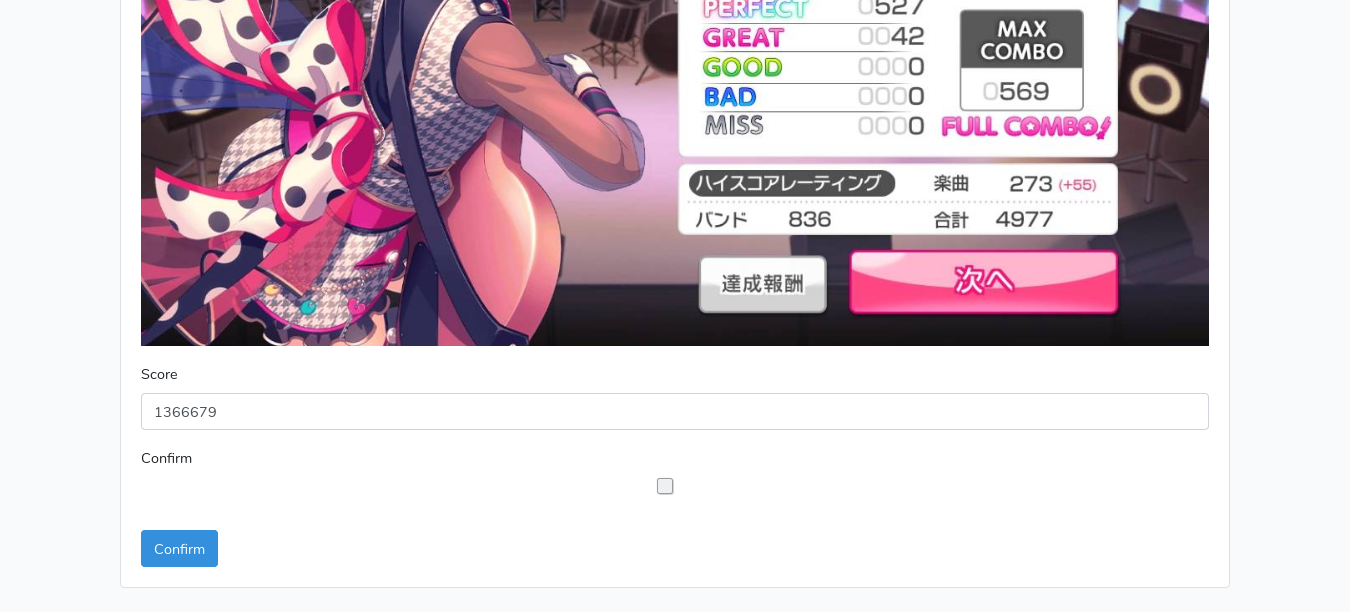 PERFECT 0527
GREAT 0042
GOOD 0000
BAD 0000
MISS 0000
MAX
COMBO
0569
FULL COMBO!
ハイスコアレーティング 楽曲 273 (+55)
バンド 836 合計 4977
達成報酬 次へ
Score
1366679
Confirm
Confirm